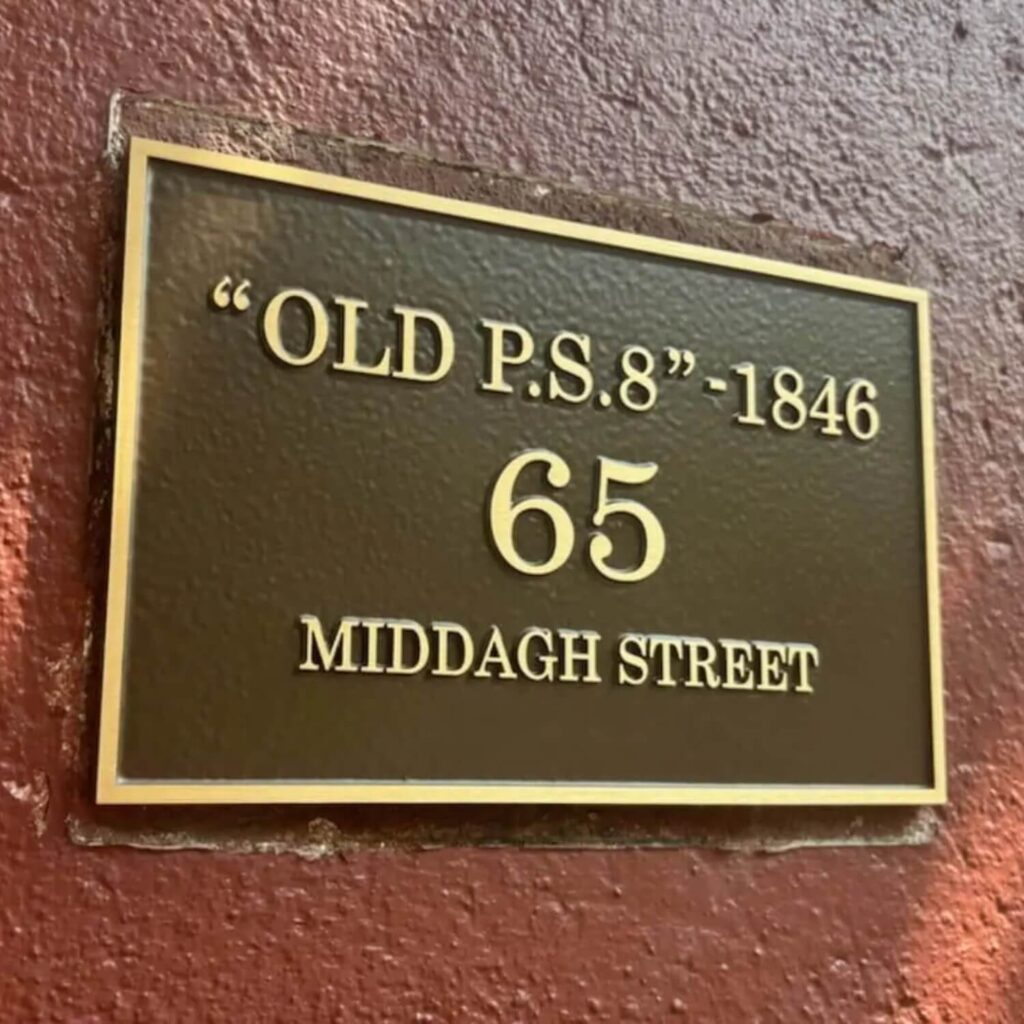 “OLD P.S.8”-1846
65
MIDDAGH STREET